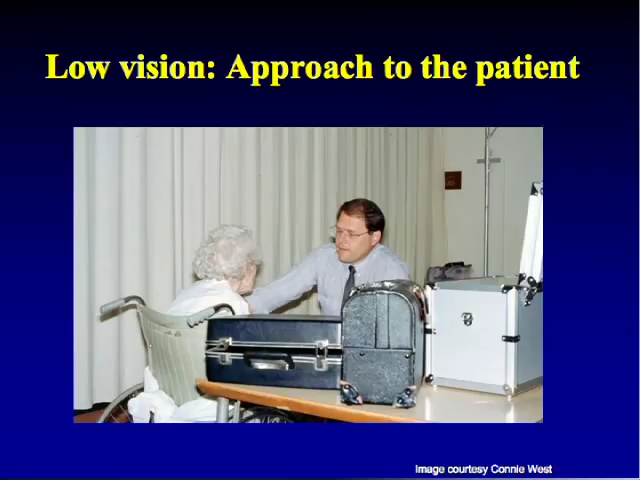 Low vision: Approach to the patient
Image courtesy Connie West